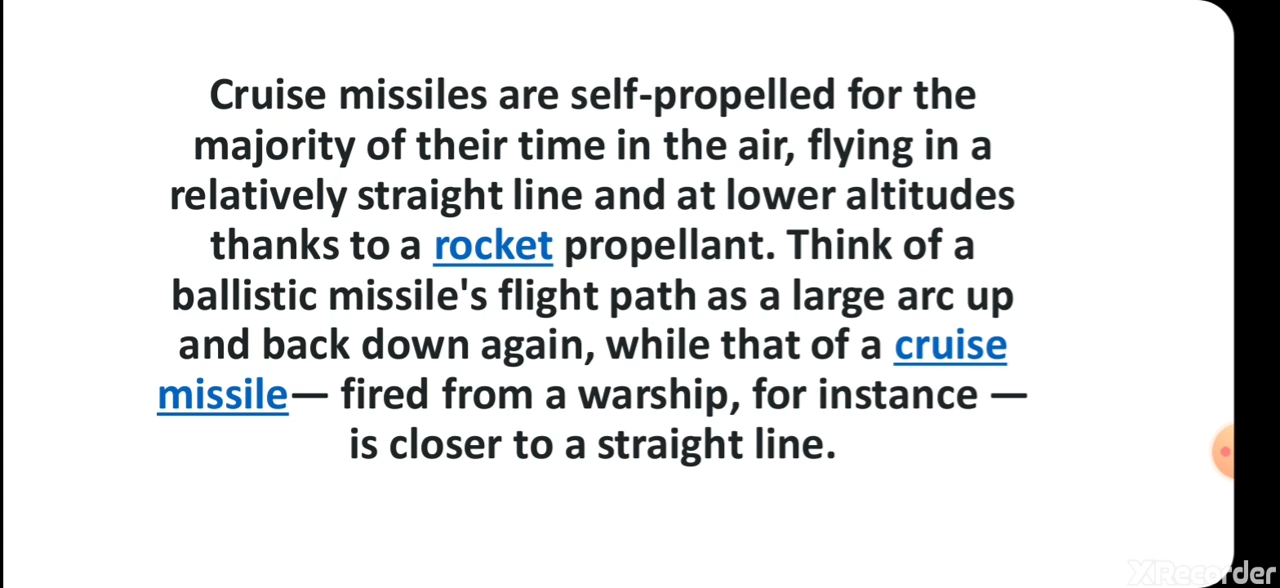 Cruise missiles are self-propelled for the
majority of their time in the air, flying in a
relatively straight line and at lower altitudes
thanks to a rocket propellant. Think of a
ballistic missile's flight path as a large arc up
and back down again, while that of a cruise
missile— fired from a warship, for instance —
is closer to a straight line.
XRecorder